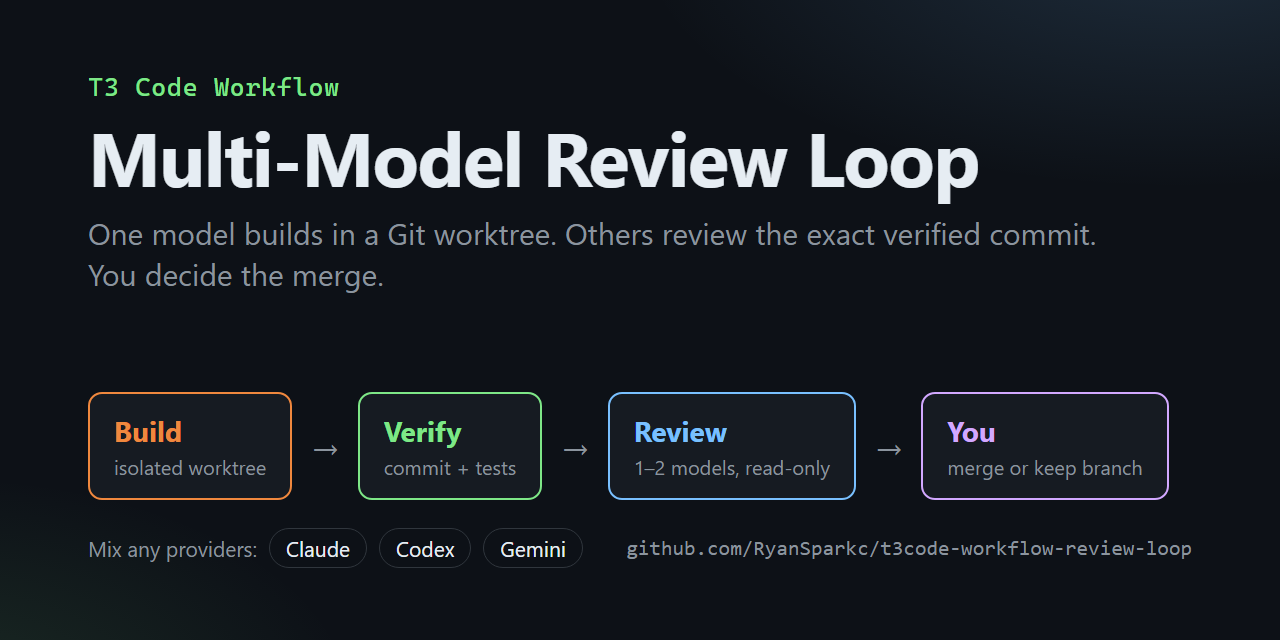 T3 Code Workflow
Multi-Model Review Loop
One model builds in a Git worktree. Others review the exact verified commit.
You decide the merge.
Build
isolated worktree
→
Verify
commit + tests
→
Review
1–2 models, read-only
→
You
merge or keep branch
Mix any providers: Claude Codex Gemini
github.com/RyanSparkc/t3code-workflow-review-loop